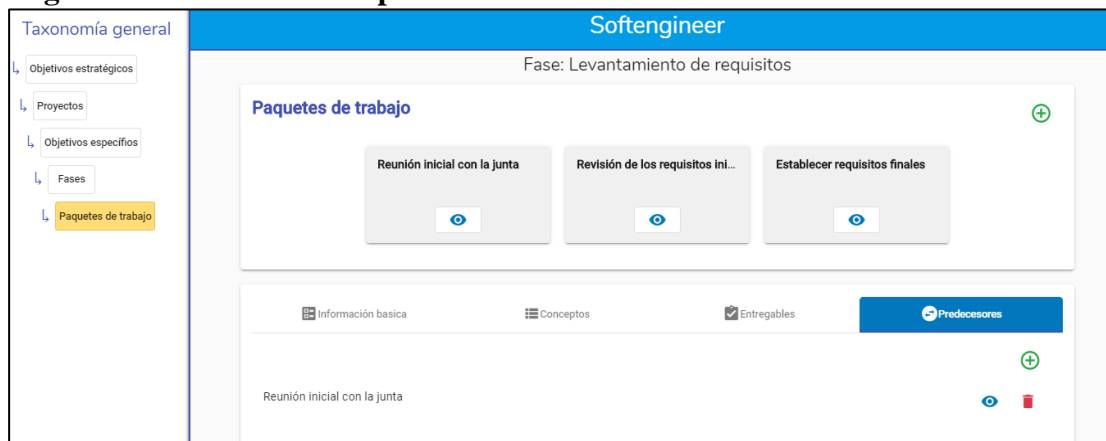 Taxonomía general
Softengineer
Objetivos estratégicos
Proyectos
Objetivos específios
Fases
Paquetes de trabajo
Fase: Levantamiento de requisitos
Paquetes de trabajo
Reunión inicial con la junta
Revisión de los requisitos ini...
Establecer requisitos finales
Información basica
Conceptos
Entregables
Predecesores
Reunión inicial con la junta